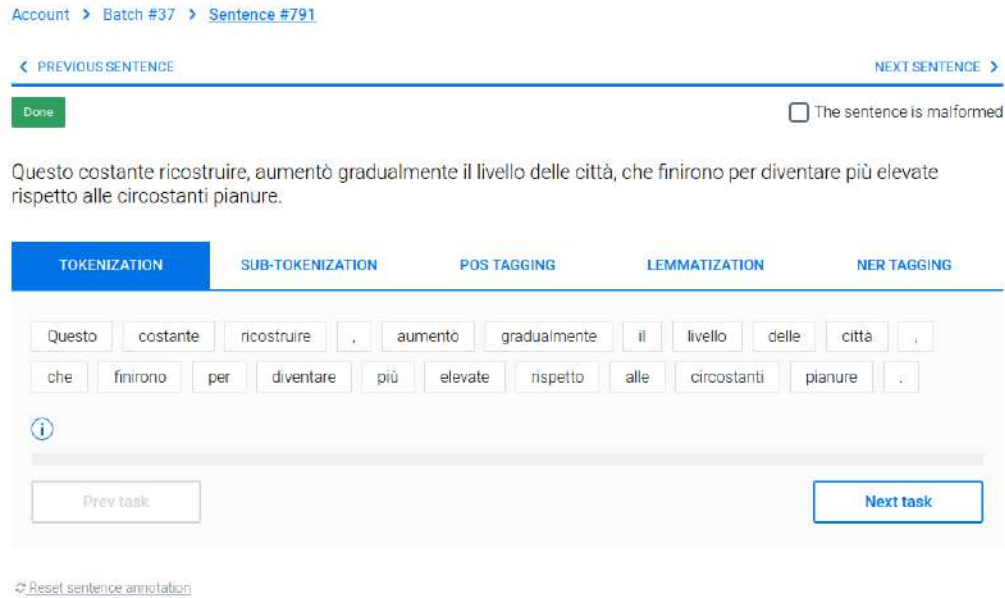 Account > Batch #37 > Sentence #791
< PREVIOUS SENTENCE NEXT SENTENCE >
Done The sentence is malformed
Questo costante ricostruire, aumentò gradualmente il livello delle città, che finirono per diventare più elevate
rispetto alle circostanti pianure.
TOKENIZATION SUB-TOKENIZATION POS TAGGING LEMMATIZATION NER TAGGING
Questo costante ricostruire , aumentò gradualmente il livello delle città ,
che finirono per diventare più elevate rispetto alle circostanti pianure .
Prev task Next task
Reset sentence annotation